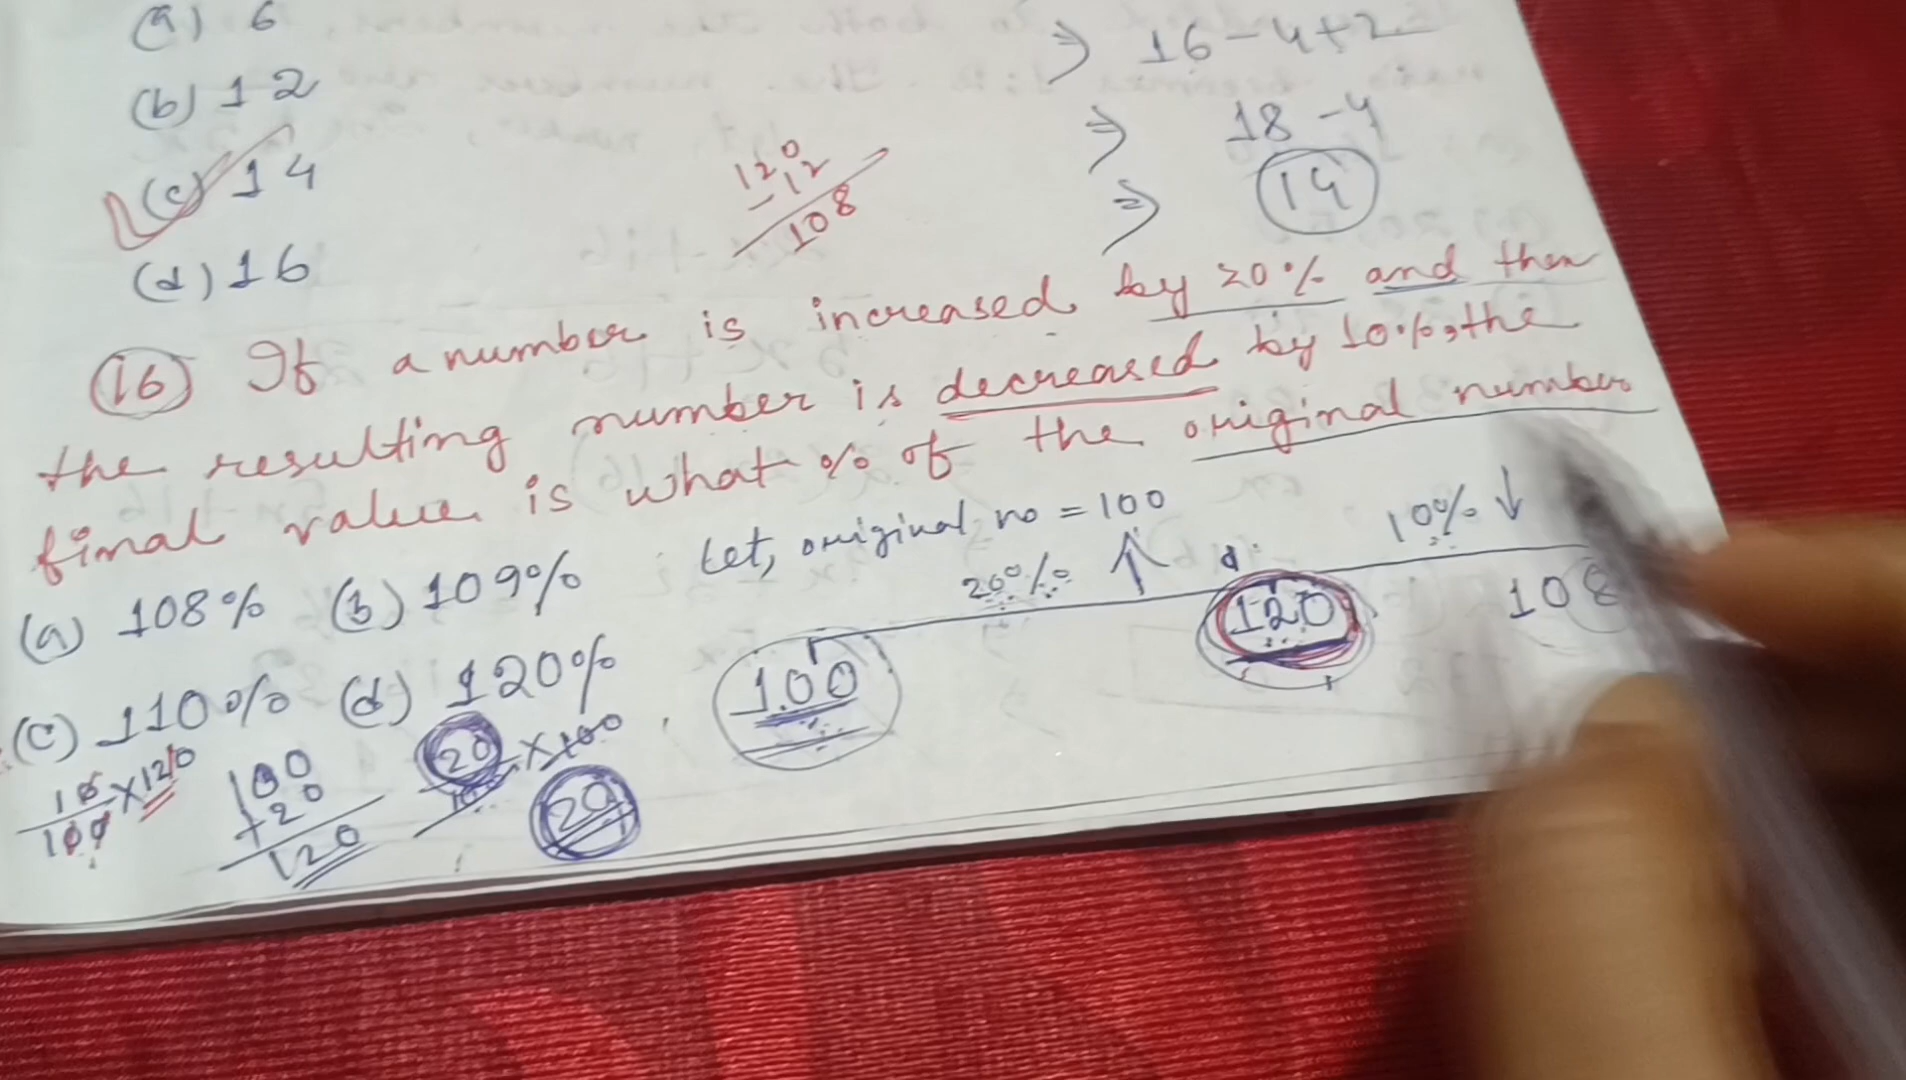 (a) 6
(b) 12
(c) 14
(d) 16
⇒ 16-4+2
⇒ 18-4
⇒ 14
120
-12
108
(16) If a number is increased by 20% and then
the resulting number is decreased by 10%, the
final value is what % of the original number
(a) 108% (b) 109%
(c) 110% (d) 120%
Let, original no = 100
20% ↑
10% ↓
100
120
108
10/100 × 120
100
+20
120
20/100 × 100
20